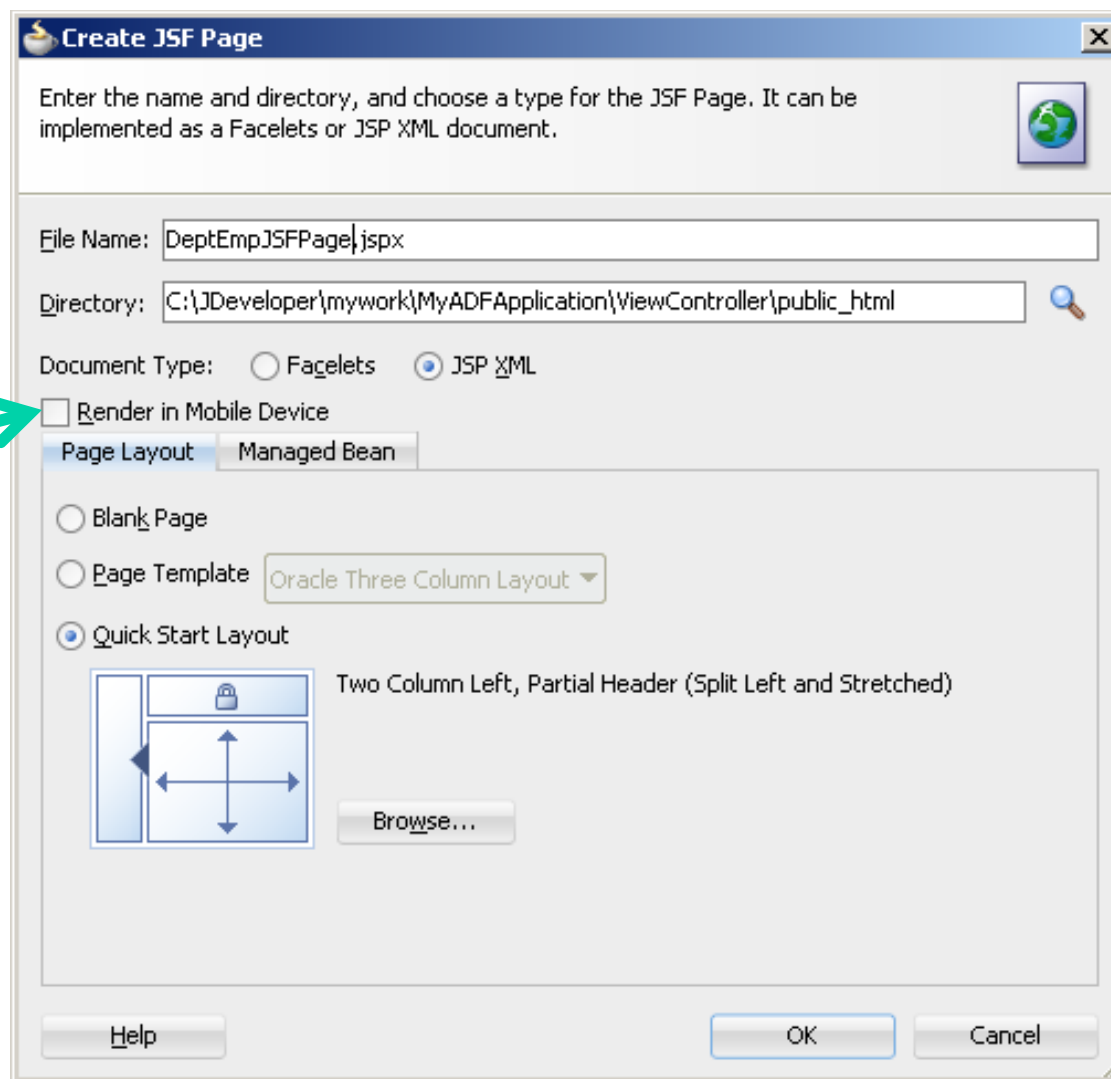 Create JSF Page
Enter the name and directory, and choose a type for the JSF Page. It can be
implemented as a Facelets or JSP XML document.
File Name: DeptEmpJSFPage.jspx
Directory: C:\JDeveloper\mywork\MyADFApplication\ViewController\public_html
Document Type: Facelets JSP XML
Render in Mobile Device
Page Layout Managed Bean
Blank Page
Page Template Oracle Three Column Layout
Quick Start Layout
Two Column Left, Partial Header (Split Left and Stretched)
Browse...
Help OK Cancel